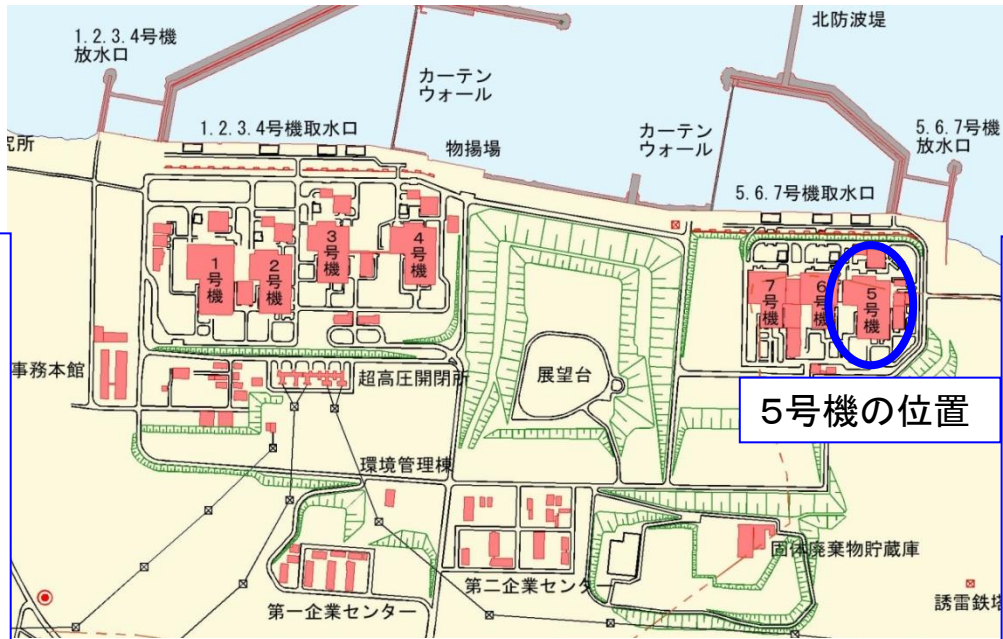 1.2.3.4号機
放水口
北防波堤
カーテン
ウォール
1.2.3.4号機取水口
物揚場
カーテン
ウォール
5.6.7号機
放水口
究所
5.6.7号機取水口
1号機
2号機
3号機
4号機
7号機
6号機
5号機
事務本館
超高圧開閉所
展望台
5号機の位置
環境管理棟
固体廃棄物貯蔵庫
第二企業センター
第一企業センター
誘雷鉄塔